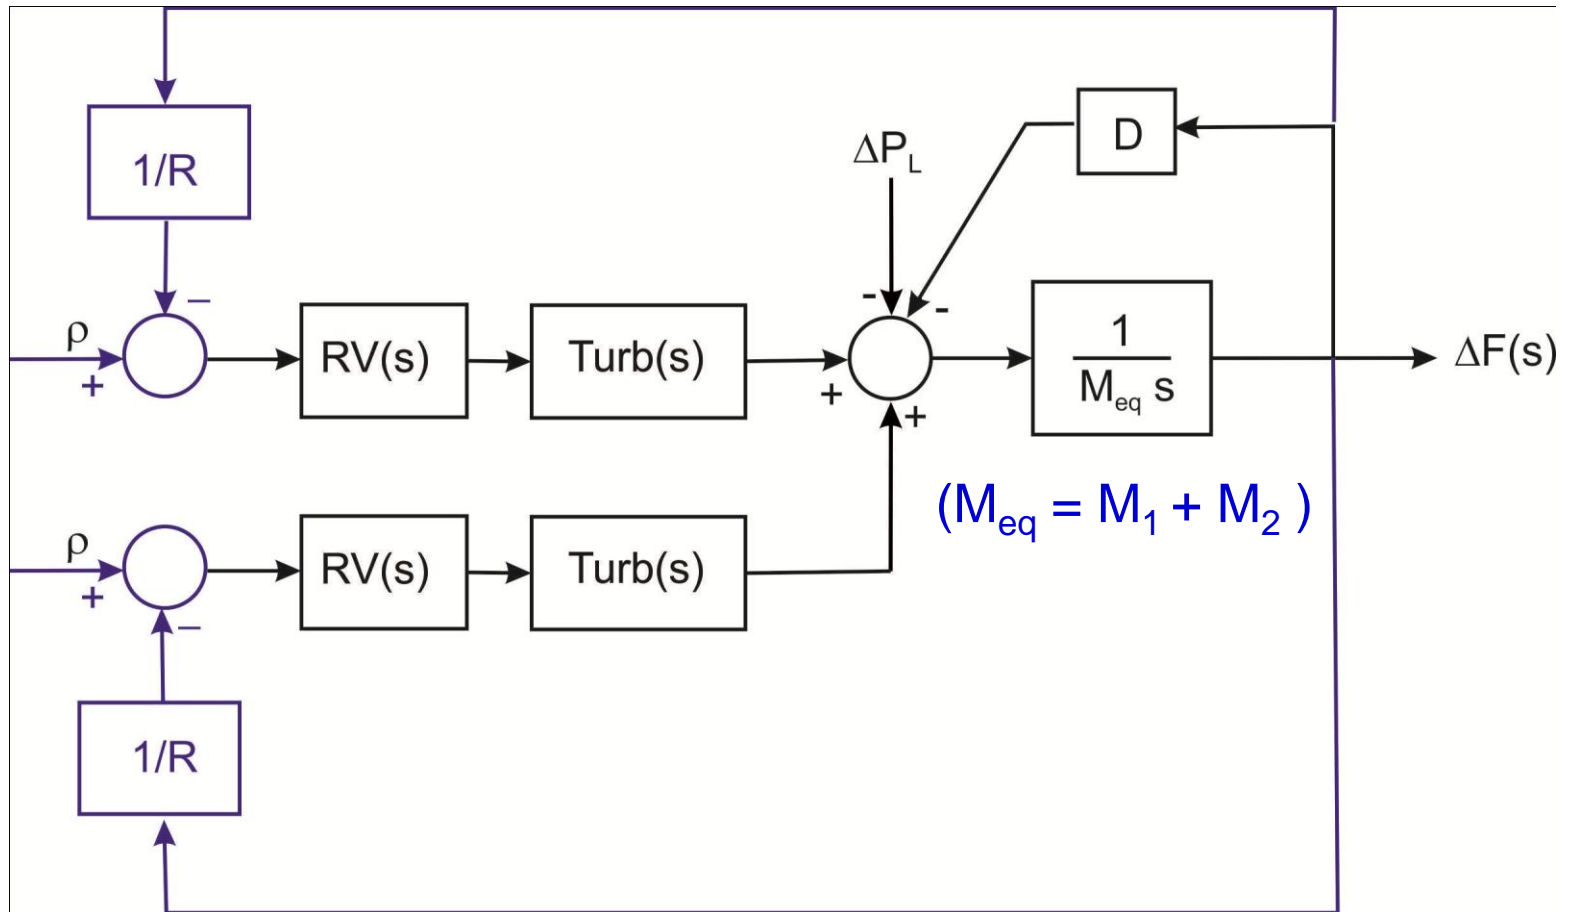 1/R
ΔP_L
D
ρ
+
–
RV(s)
Turb(s)
+
-
-
1
M_eq s
ΔF(s)
+
(M_eq = M_1 + M_2 )
ρ
+
–
RV(s)
Turb(s)
1/R